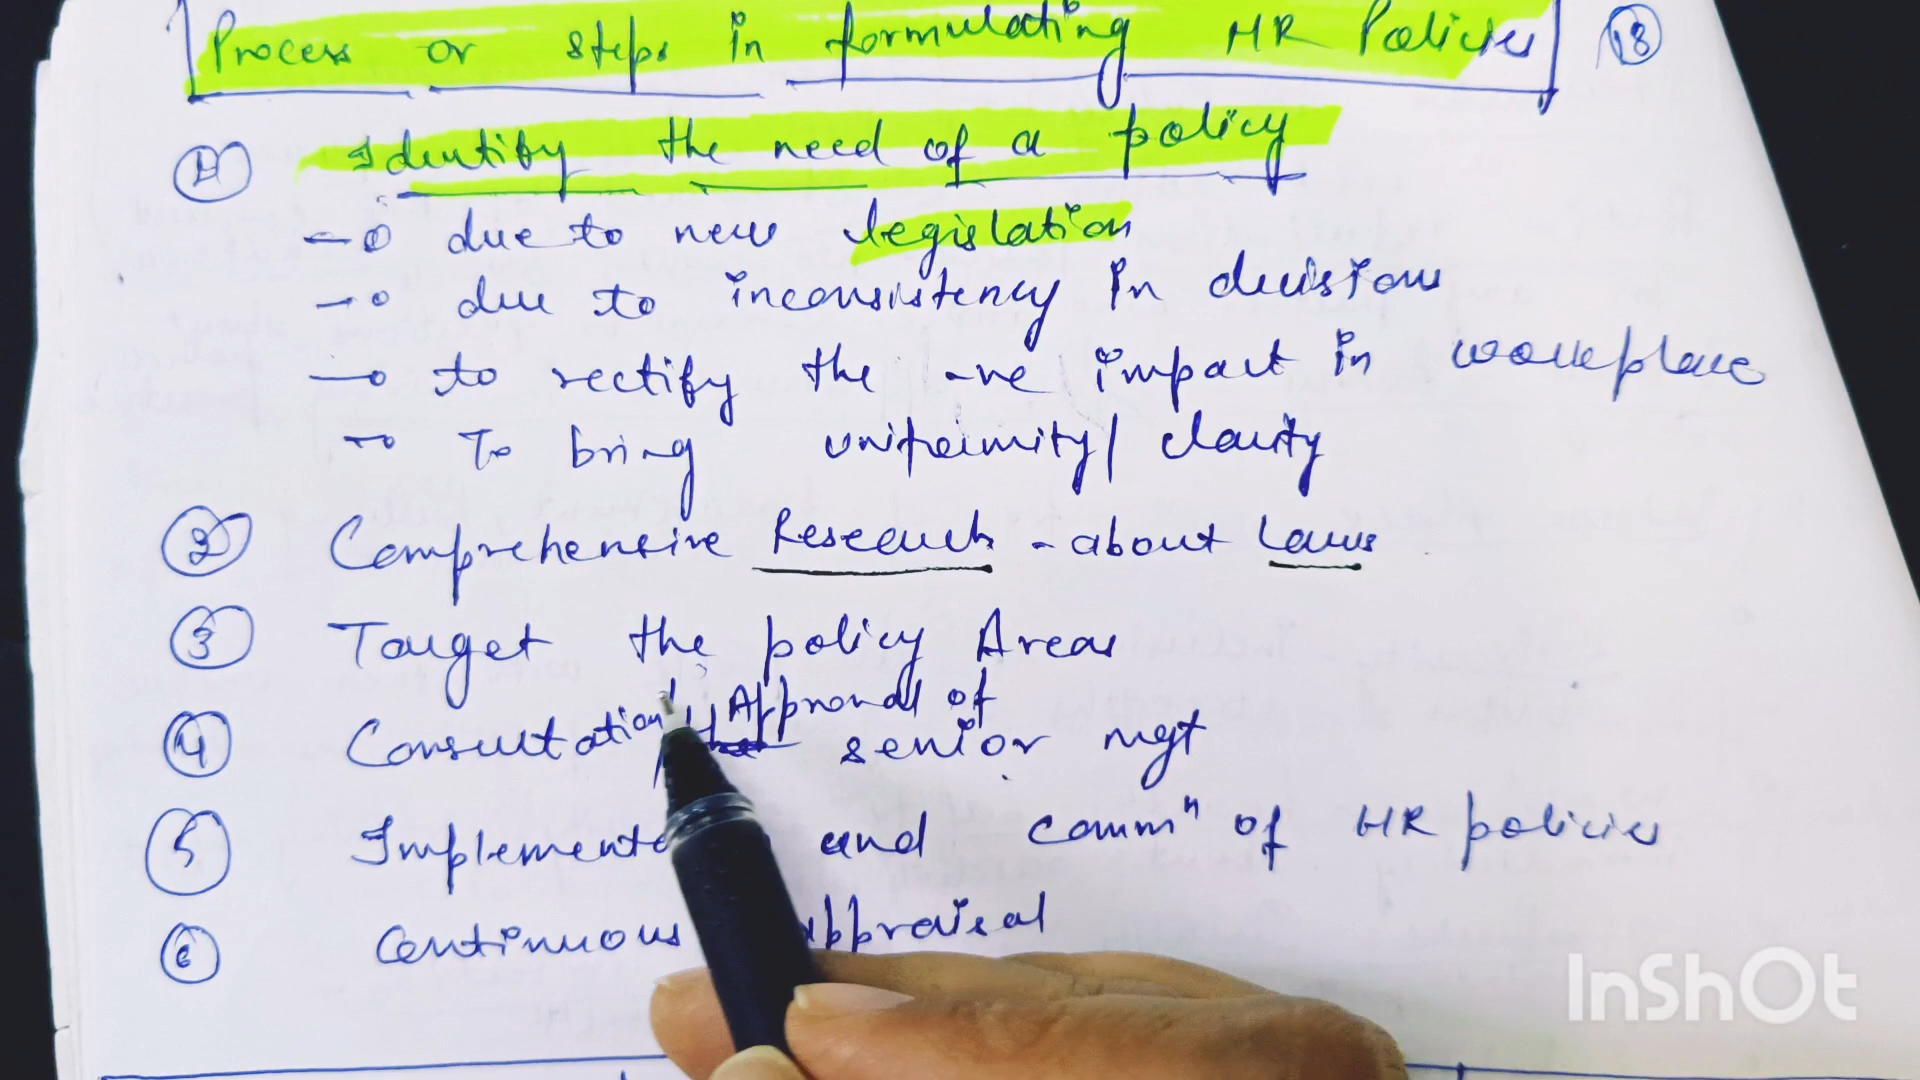 Process or steps in formulating HR Policies 18
1 Identify the need of a policy
due to new legislation
due to inconsistency in decisions
to rectify the -ve impact in workplace
To bring uniformity/ clarity
2 Comprehensive Research - about Laws
3 Target the policy Areas
Approval of
4 Consultation senior mgt
5 and commⁿ of HR policies
6 Continuous appraisal
InShOt